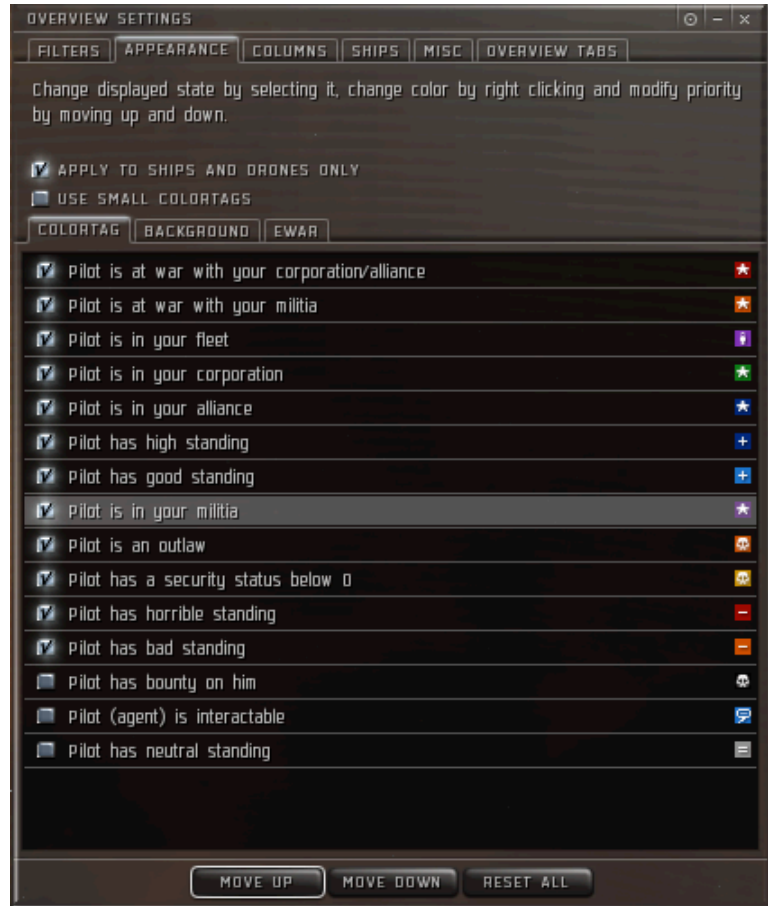 OVERVIEW SETTINGS
FILTERS APPEARANCE COLUMNS SHIPS MISC OVERVIEW TABS
Change displayed state by selecting it, change color by right clicking and modify priority
by moving up and down.
APPLY TO SHIPS AND DRONES ONLY
USE SMALL COLORTAGS
COLORTAG BACKGROUND EWAR
Pilot is at war with your corporation/alliance
Pilot is at war with your militia
Pilot is in your fleet
Pilot is in your corporation
Pilot is in your alliance
Pilot has high standing
Pilot has good standing
Pilot is in your militia
Pilot is an outlaw
Pilot has a security status below 0
Pilot has horrible standing
Pilot has bad standing
Pilot has bounty on him
Pilot (agent) is interactable
Pilot has neutral standing
MOVE UP MOVE DOWN RESET ALL